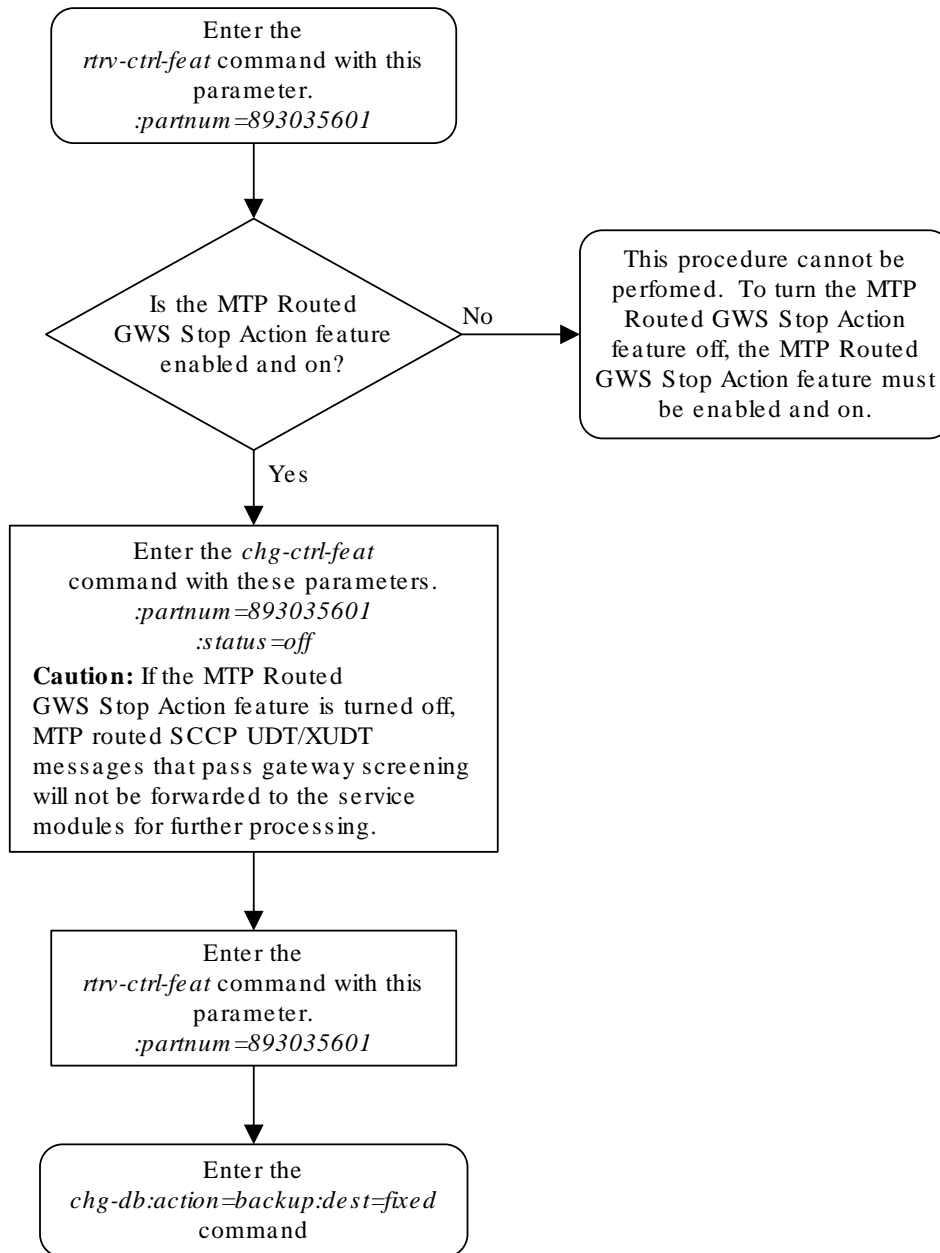 Enter the
rtrv-ctrl-feat command with this
parameter.
:partnum=893035601
Is the MTP Routed
GWS Stop Action feature
enabled and on?
No
This procedure cannot be
perfomed. To turn the MTP
Routed GWS Stop Action
feature off, the MTP Routed
GWS Stop Action feature must
be enabled and on.
Yes
Enter the chg-ctrl-feat
command with these parameters.
:partnum=893035601
:status=off
Caution: If the MTP Routed
GWS Stop Action feature is turned off,
MTP routed SCCP UDT/XUDT
messages that pass gateway screening
will not be forwarded to the service
modules for further processing.
Enter the
rtrv-ctrl-feat command with this
parameter.
:partnum=893035601
Enter the
chg-db:action=backup:dest=fixed
command